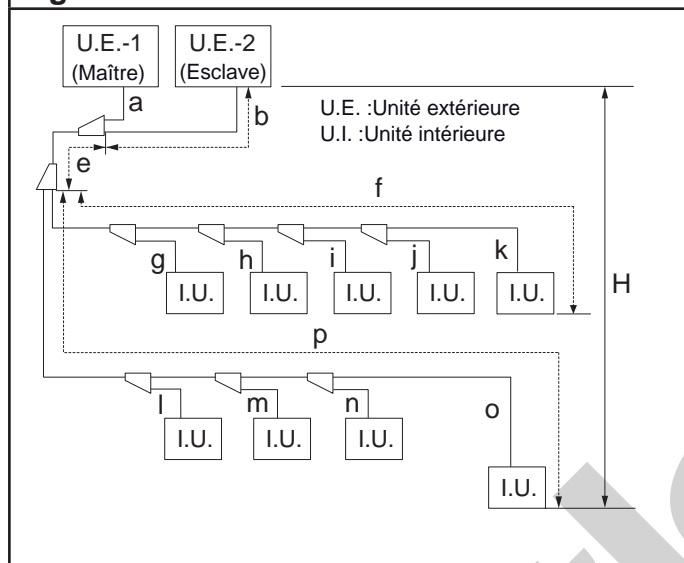 U.E.-1
(Maître)
U.E.-2
(Esclave)
a
b
U.E. :Unité extérieure
U.I. :Unité intérieure
e
f
g
h
i
j
k
I.U.
I.U.
I.U.
I.U.
I.U.
H
p
l
m
n
o
I.U.
I.U.
I.U.
I.U.